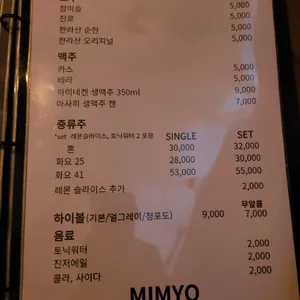 참이슬 5,000
진로 5,000
한라산 순한 5,000
한라산 오리지널 5,000
맥주
카스 5,000
테라 5,000
하이네켄 생맥주 350ml 9,000
아사히 생맥주 캔 7,000
증류주
*set 레몬슬라이스, 토닉워터 2 포함 SINGLE SET
혼 30,000 32,000
화요 25 28,000 30,000
화요 41 53,000 55,000
레몬 슬라이스 추가 2,000
무알콜
하이볼(기본/얼그레이/청포도) 9,000 7,000
음료
토닉워터 2,000
진저에일 2,000
콜라, 사이다 2,000
MIMYO